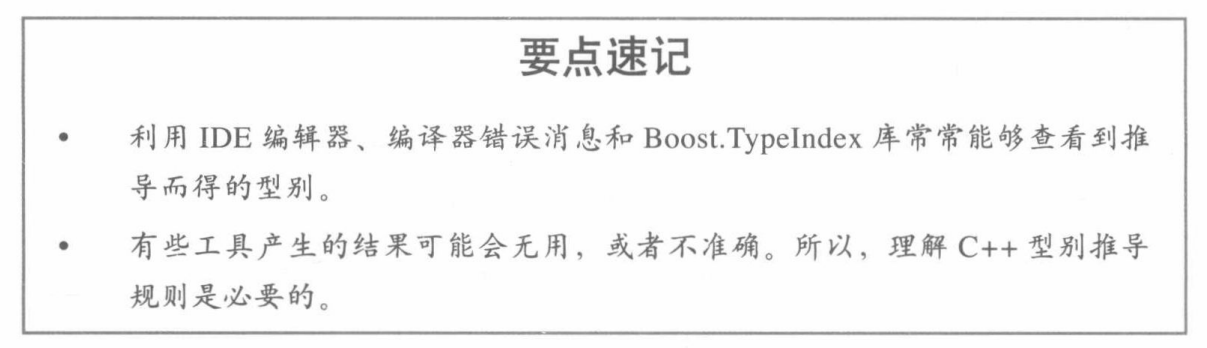 要点速记
• 利用 IDE 编辑器、编译器错误消息和 Boost.TypeIndex 库常常能够查看到推
导而得的型别。
• 有些工具产生的结果可能会无用，或者不准确。所以，理解 C++ 型别推导
规则是必要的。